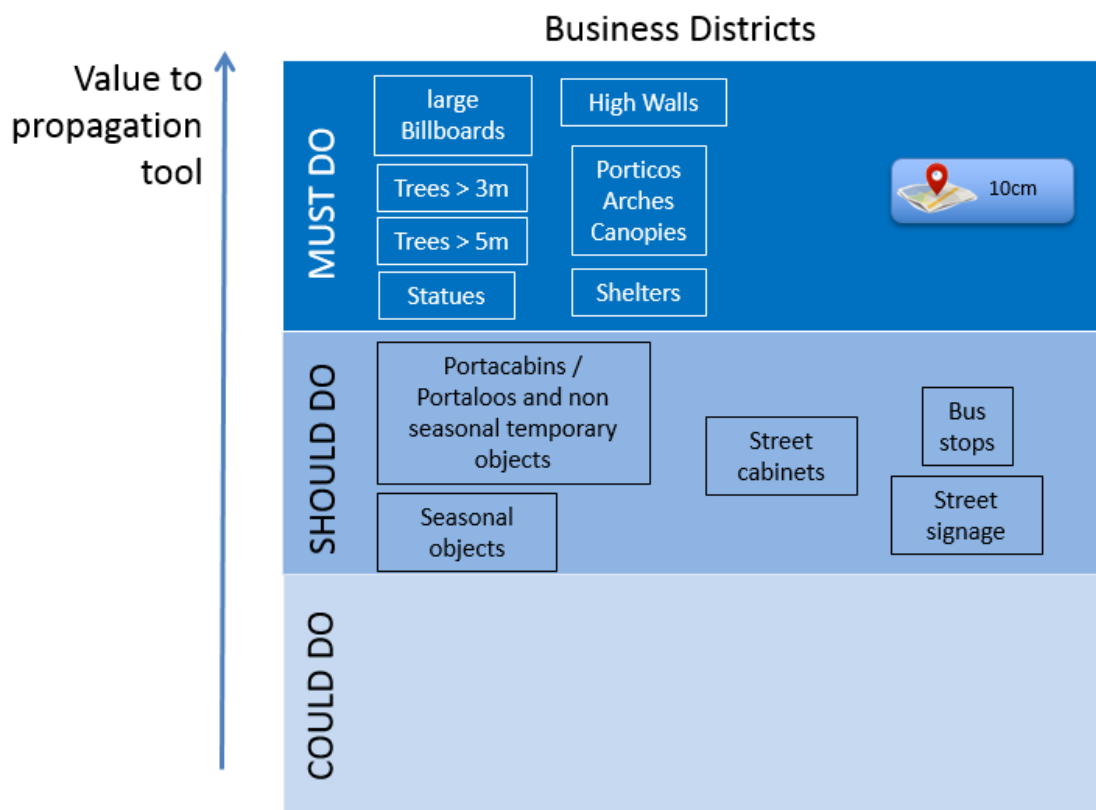 Business Districts
Value to
propagation
tool
MUST DO
large
Billboards
High Walls
Trees > 3m
Porticos
Arches
Canopies
Trees > 5m
Statues
Shelters
10cm
SHOULD DO
Portacabins /
Portaloos and non
seasonal temporary
objects
Street
cabinets
Bus
stops
Seasonal
objects
Street
signage
COULD DO